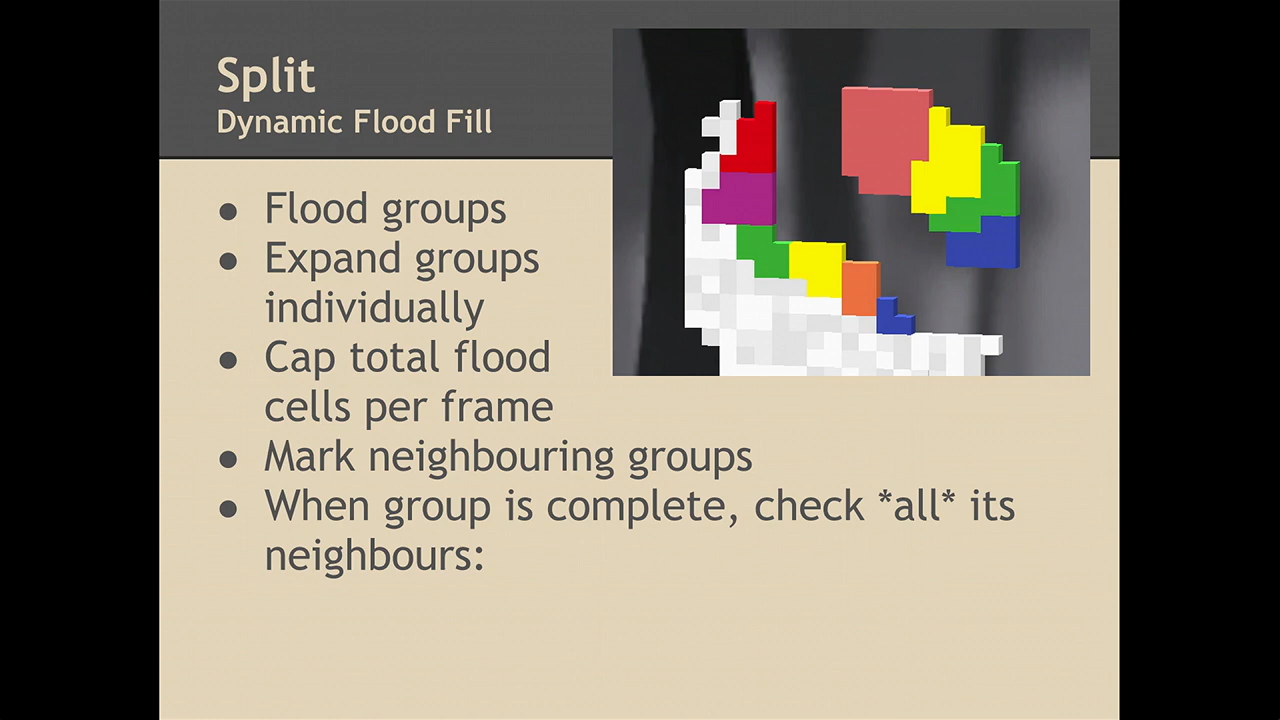 Split
Dynamic Flood Fill
● Flood groups
● Expand groups
individually
● Cap total flood
cells per frame
● Mark neighbouring groups
● When group is complete, check *all* its
neighbours: